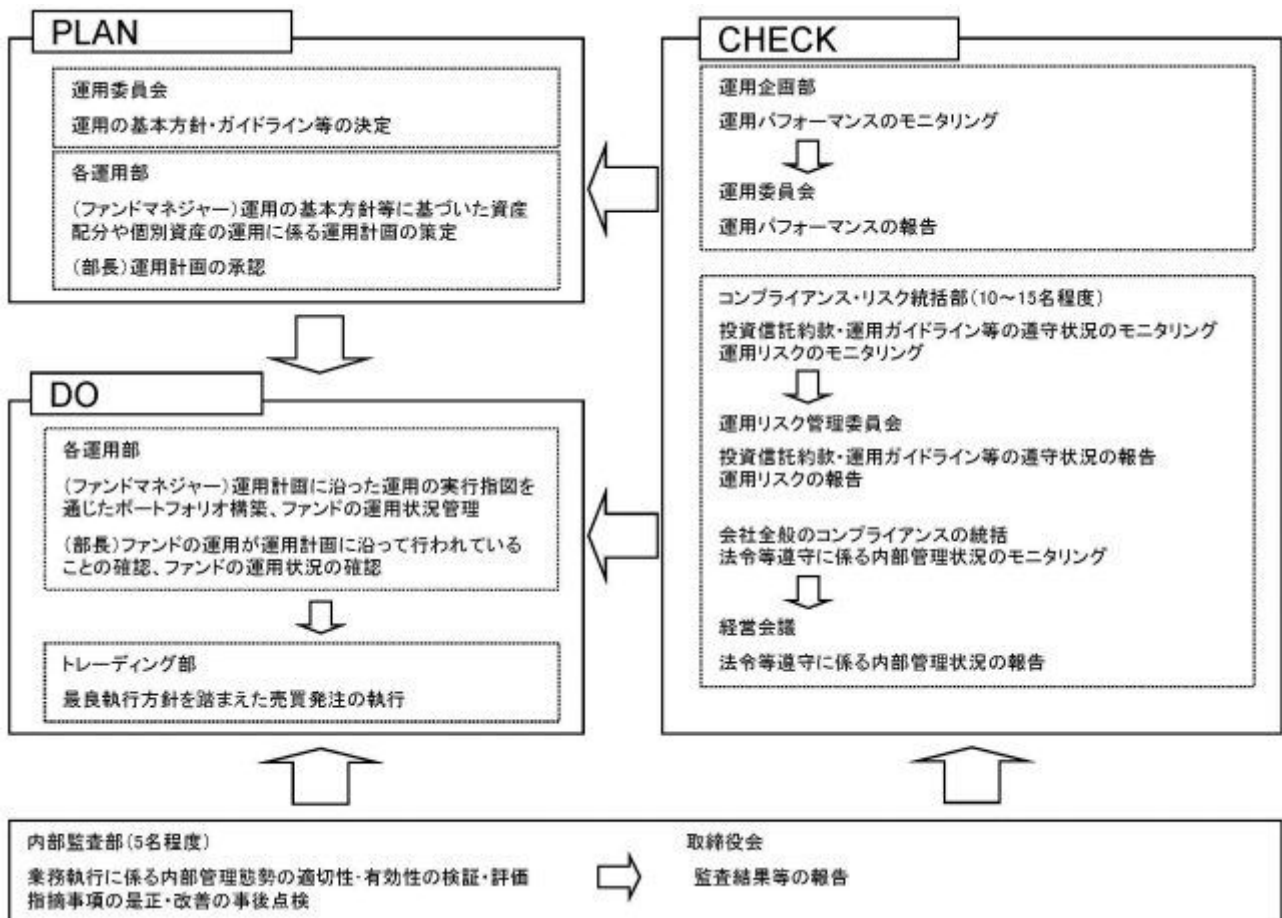 PLAN
運用委員会
運用の基本方針・ガイドライン等の決定
各運用部
(ファンドマネジャー)運用の基本方針等に基づいた資産
配分や個別資産の運用に係る運用計画の策定
(部長)運用計画の承認
DO
各運用部
(ファンドマネジャー)運用計画に沿った運用の実行指図を
通じたポートフォリオ構築、ファンドの運用状況管理
(部長)ファンドの運用が運用計画に沿って行われている
ことの確認、ファンドの運用状況の確認
トレーディング部
最良執行方針を踏まえた売買発注の執行
CHECK
運用企画部
運用パフォーマンスのモニタリング
運用委員会
運用パフォーマンスの報告
コンプライアンス・リスク統括部(10~15名程度)
投資信託約款・運用ガイドライン等の遵守状況のモニタリング
運用リスクのモニタリング
運用リスク管理委員会
投資信託約款・運用ガイドライン等の遵守状況の報告
運用リスクの報告
会社全般のコンプライアンスの統括
法令等遵守に係る内部管理状況のモニタリング
経営会議
法令等遵守に係る内部管理状況の報告
内部監査部(5名程度)
業務執行に係る内部管理態勢の適切性・有効性の検証・評価
指摘事項の是正・改善の事後点検
取締役会
監査結果等の報告